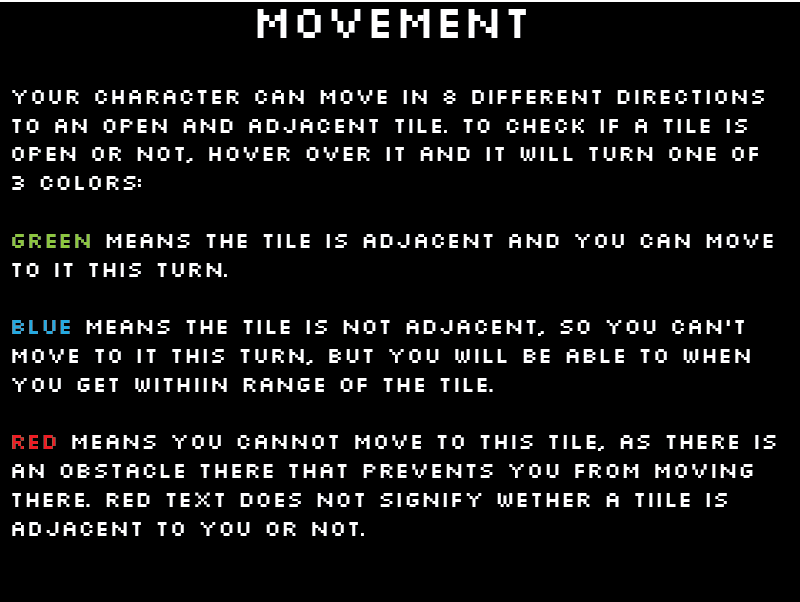 MOVEMENT
YOUR CHARACTER CAN MOVE IN 8 DIFFERENT DIRECTIONS
TO AN OPEN AND ADJACENT TILE. TO CHECK IF A TILE IS
OPEN OR NOT, HOVER OVER IT AND IT WILL TURN ONE OF
3 COLORS:
GREEN MEANS THE TILE IS ADJACENT AND YOU CAN MOVE
TO IT THIS TURN.
BLUE MEANS THE TILE IS NOT ADJACENT, SO YOU CAN'T
MOVE TO IT THIS TURN, BUT YOU WILL BE ABLE TO WHEN
YOU GET WITHIIN RANGE OF THE TILE.
RED MEANS YOU CANNOT MOVE TO THIS TILE, AS THERE IS
AN OBSTACLE THERE THAT PREVENTS YOU FROM MOVING
THERE. RED TEXT DOES NOT SIGNIFY WETHER A TIILE IS
ADJACENT TO YOU OR NOT.